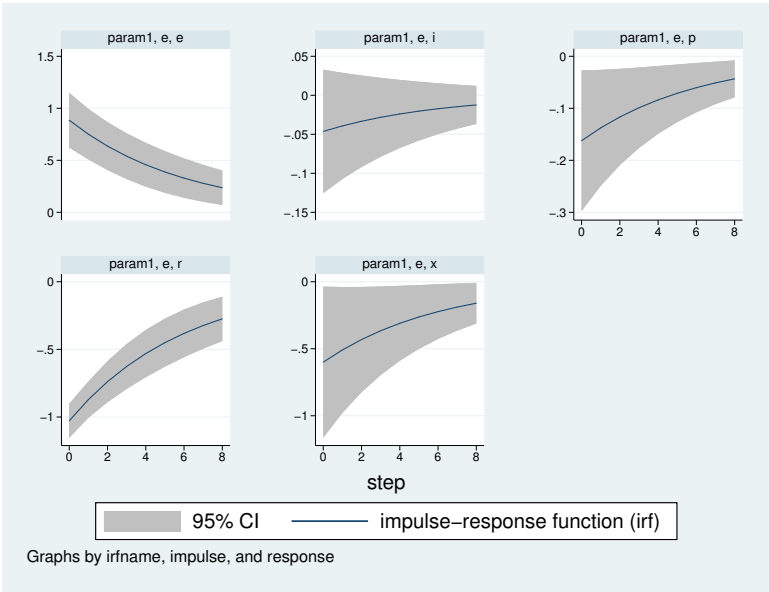 param1, e, e
param1, e, i
param1, e, p
1.5
1
.5
0
.05
0
−.05
−.1
−.15
0
−.1
−.2
−.3
0 2 4 6 8
param1, e, r
param1, e, x
0
−.5
−1
0 2 4 6 8
0
−.5
−1
0 2 4 6 8
step
95% CI
impulse−response function (irf)
Graphs by irfname, impulse, and response